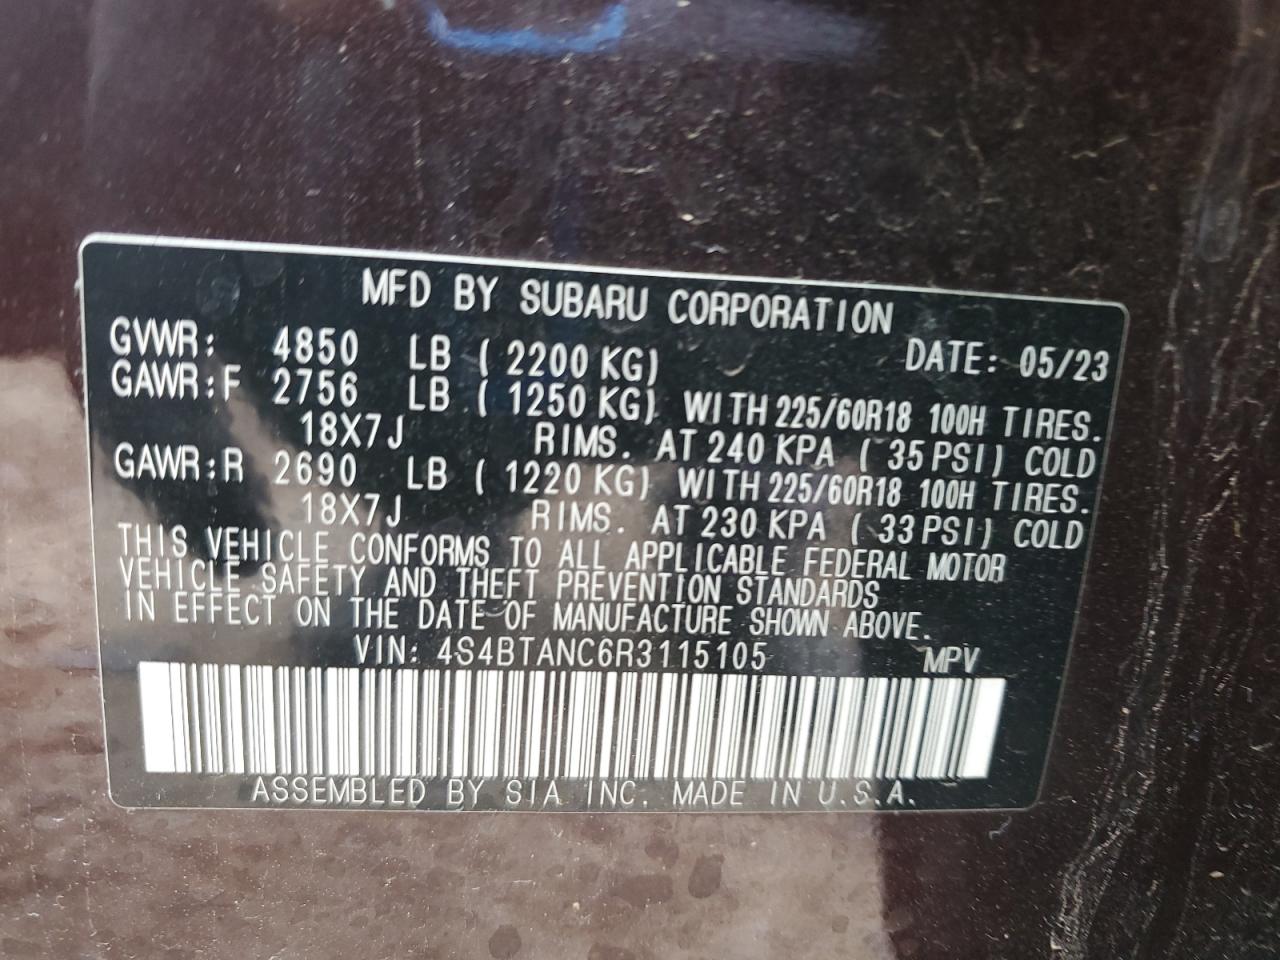 MFD BY SUBARU CORPORATION
GVWR: 4850 LB ( 2200 KG) DATE: 05/23
GAWR:F 2756 LB ( 1250 KG) WITH 225/60R18 100H TIRES.
18X7J RIMS. AT 240 KPA ( 35 PSI) COLD
GAWR:R 2690 LB ( 1220 KG) WITH 225/60R18 100H TIRES.
18X7J RIMS. AT 230 KPA ( 33 PSI) COLD
THIS VEHICLE CONFORMS TO ALL APPLICABLE FEDERAL MOTOR
VEHICLE SAFETY AND THEFT PREVENTION STANDARDS
IN EFFECT ON THE DATE OF MANUFACTURE SHOWN ABOVE.
VIN: 4S4BTANC6R3115105 MPV
ASSEMBLED BY SIA INC. MADE IN U.S.A.